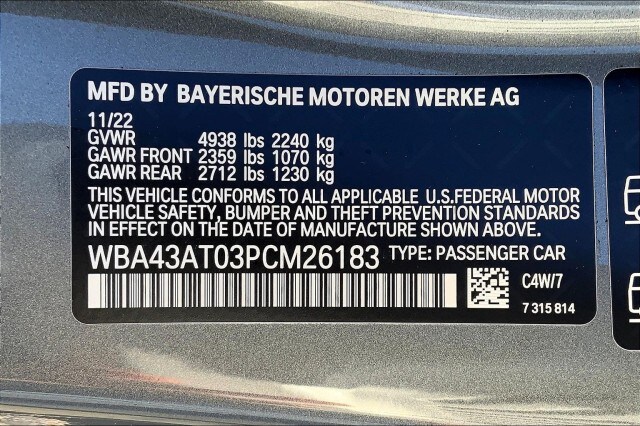 MFD BY BAYERISCHE MOTOREN WERKE AG
11/22
GVWR 4938 lbs 2240 kg
GAWR FRONT 2359 lbs 1070 kg
GAWR REAR 2712 lbs 1230 kg
THIS VEHICLE CONFORMS TO ALL APPLICABLE U.S.FEDERAL MOTOR
VEHICLE SAFETY, BUMPER AND THEFT PREVENTION STANDARDS
IN EFFECT ON THE DATE OF MANUFACTURE SHOWN ABOVE.
WBA43AT03PCM26183 TYPE: PASSENGER CAR
C4W/7
7 315 814